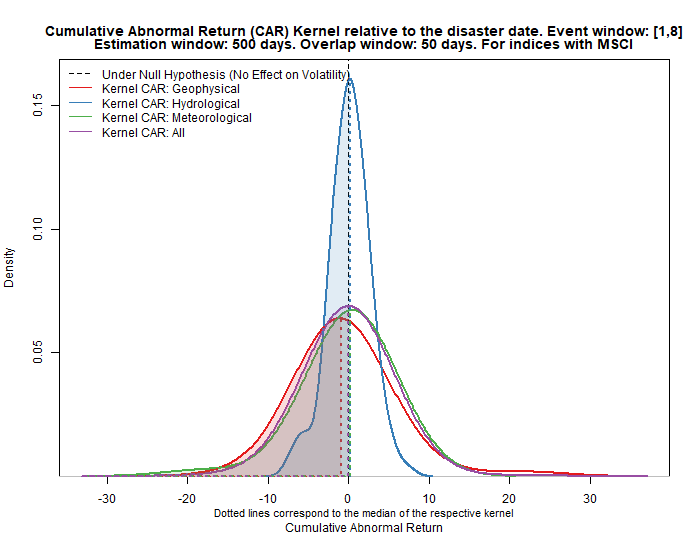 Cumulative Abnormal Return (CAR) Kernel relative to the disaster date. Event window: [1,8]
Estimation window: 500 days. Overlap window: 50 days. For indices with MSCI
Under Null Hypothesis (No Effect on Volatility)
Kernel CAR: Geophysical
Kernel CAR: Hydrological
Kernel CAR: Meteorological
Kernel CAR: All
Density
0.15
0.10
0.05
-30 -20 -10 0 10 20 30
Dotted lines correspond to the median of the respective kernel
Cumulative Abnormal Return